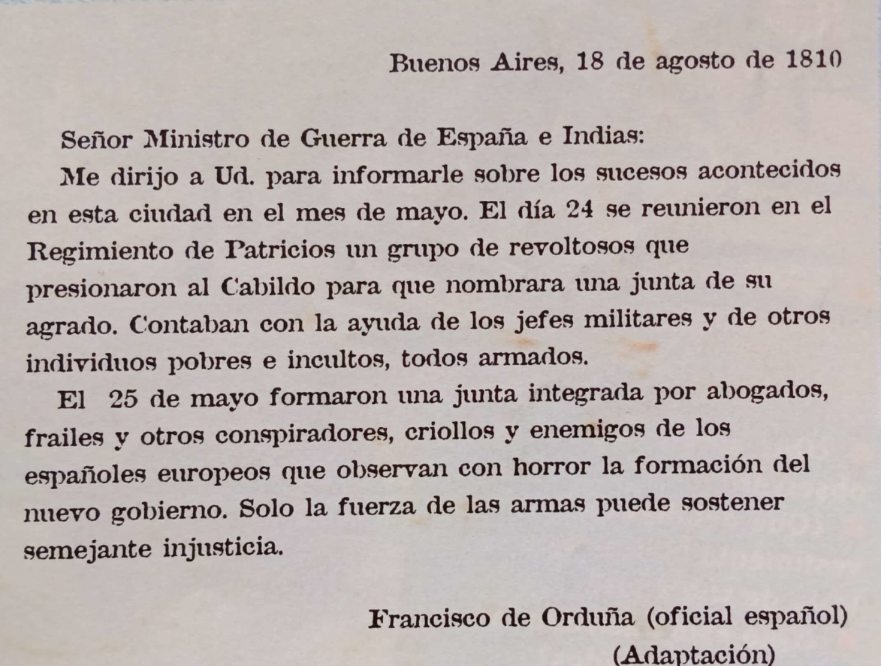 Buenos Aires, 18 de agosto de 1810
Señor Ministro de Guerra de España e Indias:
Me dirijo a Ud. para informarle sobre los sucesos acontecidos
en esta ciudad en el mes de mayo. El día 24 se reunieron en el
Regimiento de Patricios un grupo de revoltosos que
presionaron al Cabildo para que nombrara una junta de su
agrado. Contaban con la ayuda de los jefes militares y de otros
individuos pobres e incultos, todos armados.
El 25 de mayo formaron una junta integrada por abogados,
frailes y otros conspiradores, criollos y enemigos de los
españoles europeos que observan con horror la formación del
nuevo gobierno. Solo la fuerza de las armas puede sostener
semejante injusticia.
Francisco de Orduña (oficial español)
(Adaptación)